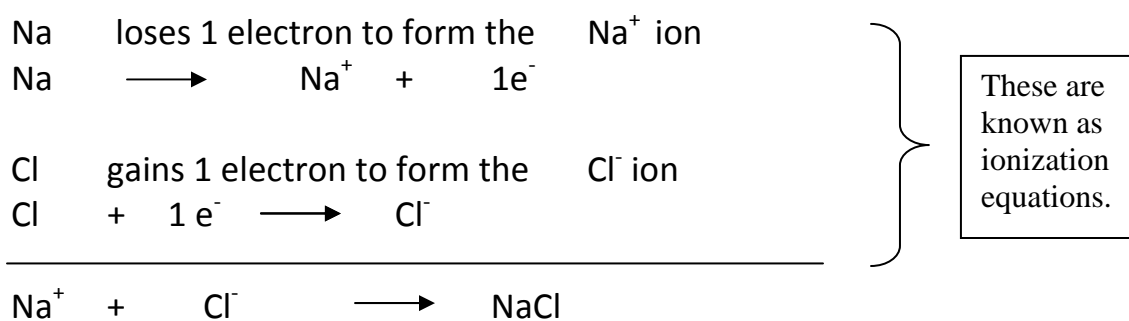 Na loses 1 electron to form the Na⁺ ion
Na ⟶ Na⁺ + 1e⁻
Cl gains 1 electron to form the Cl⁻ ion
Cl + 1 e⁻ ⟶ Cl⁻
Na⁺ + Cl⁻ ⟶ NaCl
These are
known as
ionization
equations.